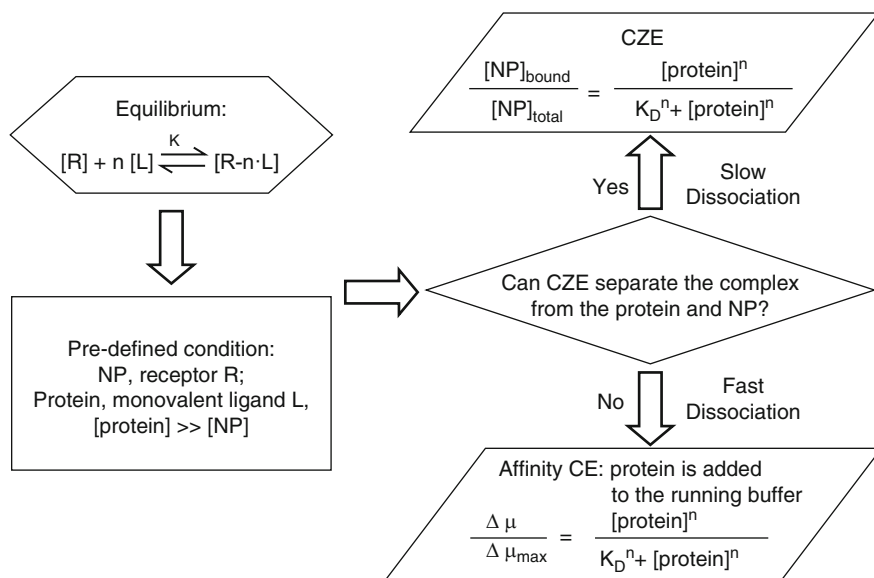 Equilibrium:
K
[R] + n [L] ⇌ [R-n·L]
Pre-defined condition:
NP, receptor R;
Protein, monovalent ligand L,
[protein] >> [NP]
Can CZE separate the complex
from the protein and NP?
Yes
Slow
Dissociation
CZE
[NP]bound / [NP]total = [protein]ⁿ / K_Dⁿ + [protein]ⁿ
No
Fast
Dissociation
Affinity CE: protein is added
to the running buffer
Δ μ / Δ μmax = [protein]ⁿ / K_Dⁿ + [protein]ⁿ